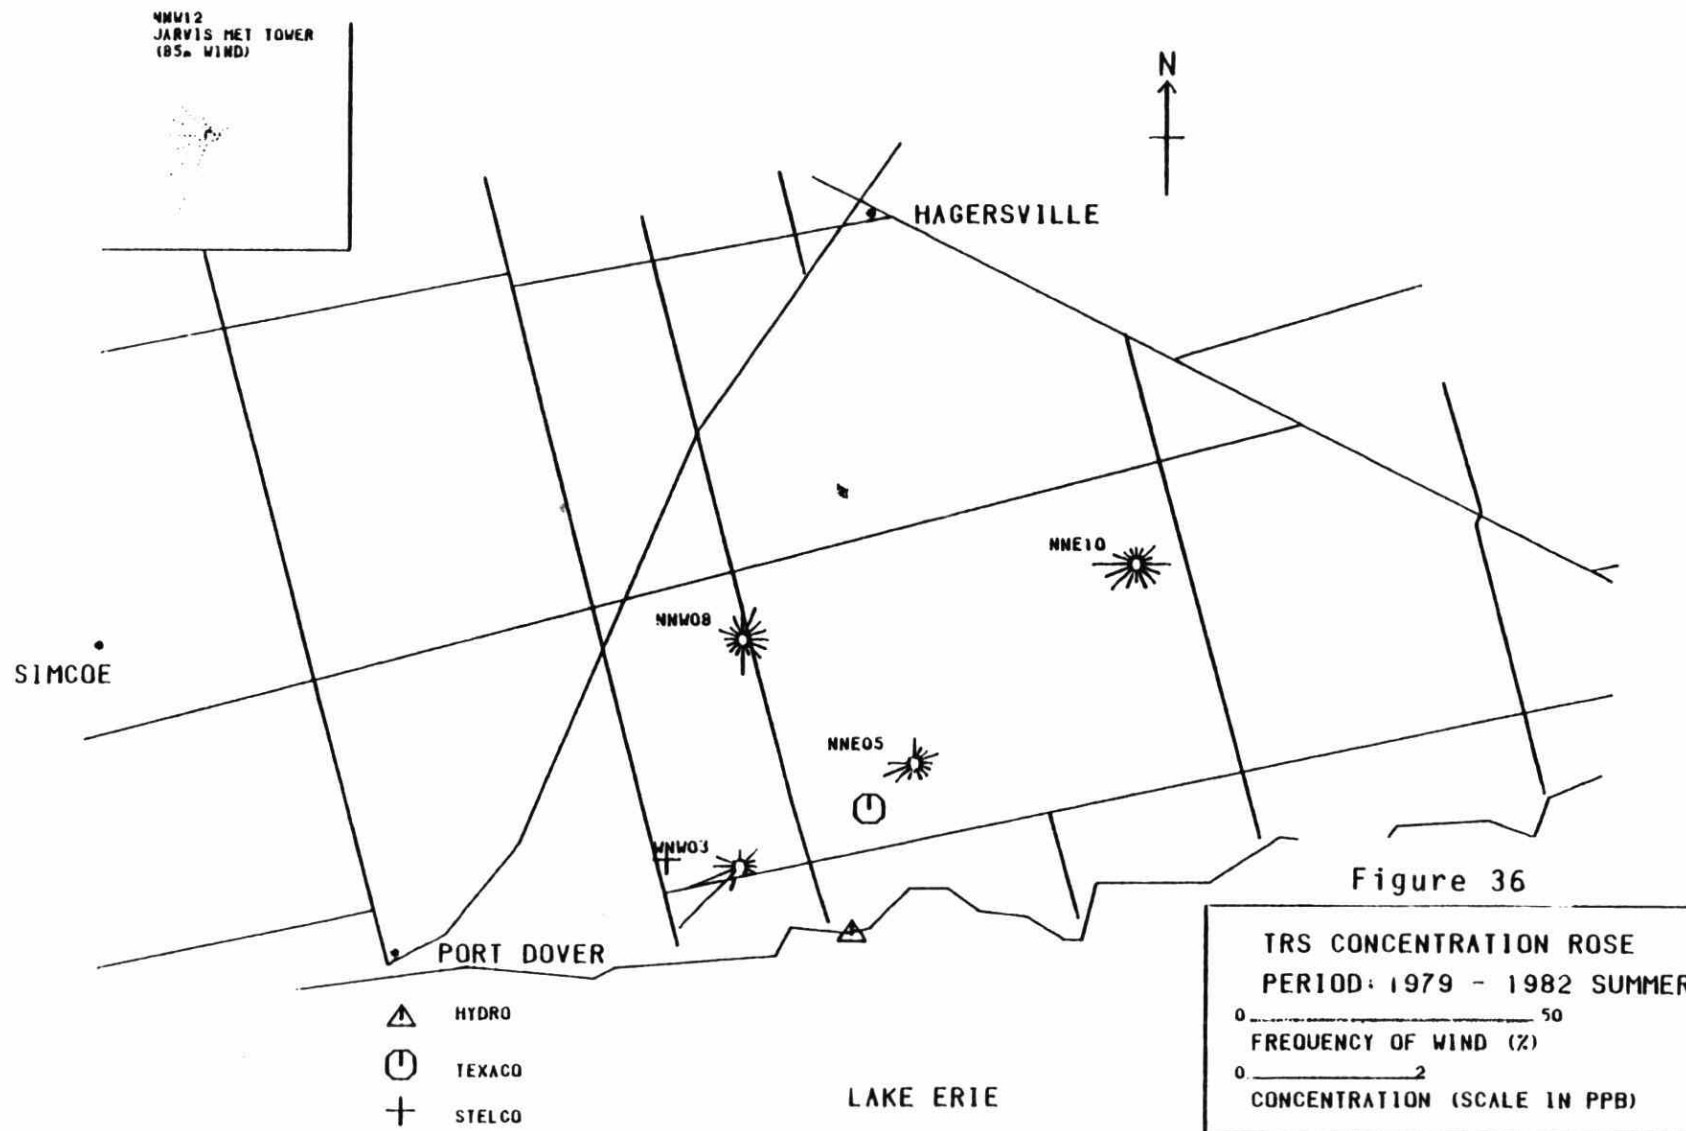 NNW12
JARVIS MET TOWER
(85m WIND)
N
HAGERSVILLE
NNE10
NNW08
SIMCOE
NNE05
WNW03
PORT DOVER
HYDRO
TEXACO
STELCO
LAKE ERIE
Figure 36
TRS CONCENTRATION ROSE
PERIOD: 1979 - 1982 SUMMER
0 50
FREQUENCY OF WIND (%)
0 2
CONCENTRATION (SCALE IN PPB)